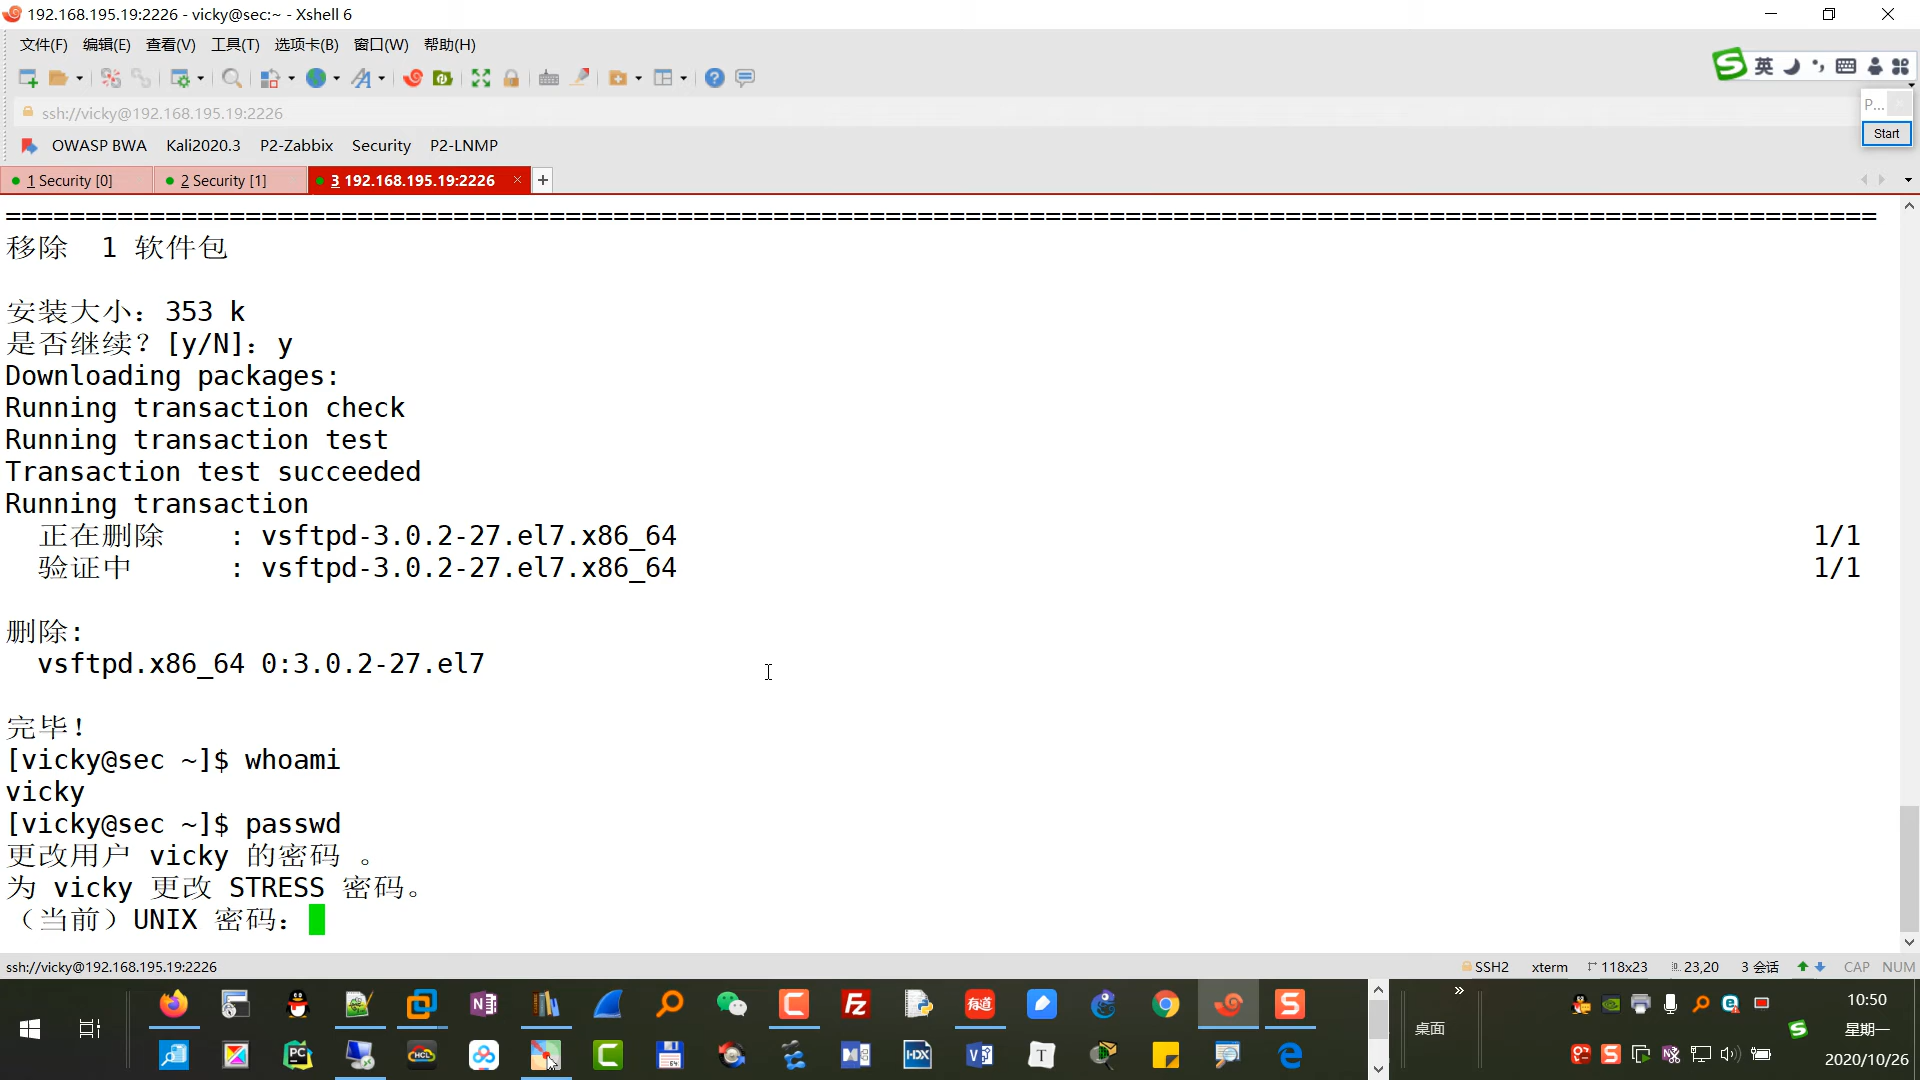 192.168.195.19:2226 - vicky@sec:~ - Xshell 6
文件(F) 编辑(E) 查看(V) 工具(T) 选项卡(B) 窗口(W) 帮助(H)
英
ssh://vicky@192.168.195.19:2226
P...
Start
OWASP BWA Kali2020.3 P2-Zabbix Security P2-LNMP
1 Security [0] 2 Security [1] 3 192.168.195.19:2226 × +
================================================================================
移除 1 软件包
安装大小：353 k
是否继续？[y/N]：y
Downloading packages:
Running transaction check
Running transaction test
Transaction test succeeded
Running transaction
正在删除 : vsftpd-3.0.2-27.el7.x86_64 1/1
验证中 : vsftpd-3.0.2-27.el7.x86_64 1/1
删除:
vsftpd.x86_64 0:3.0.2-27.el7
完毕！
[vicky@sec ~]$ whoami
vicky
[vicky@sec ~]$ passwd
更改用户 vicky 的密码 。
为 vicky 更改 STRESS 密码。
（当前）UNIX 密码：
ssh://vicky@192.168.195.19:2226 SSH2 xterm 118x23 23,20 3 会话 CAP NUM
有道
桌面
10:50
星期一
2020/10/26